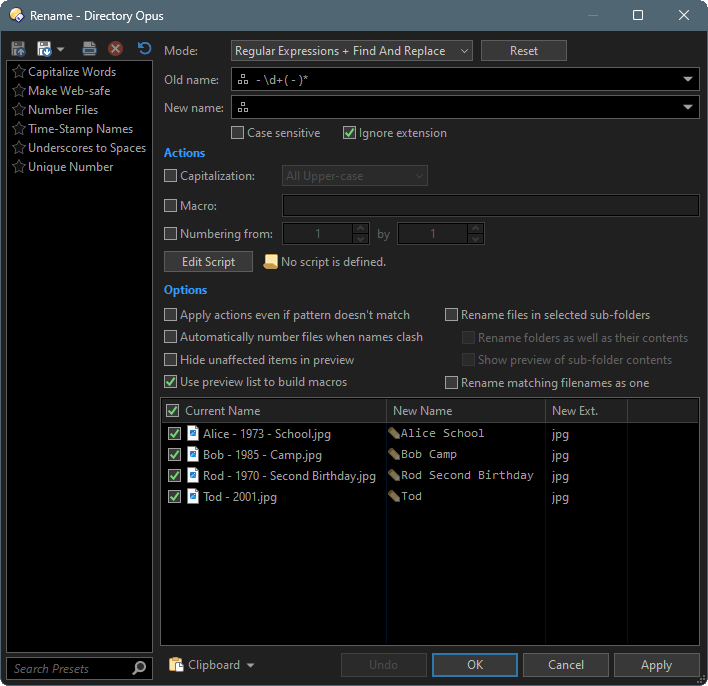 Rename - Directory Opus
Mode: Regular Expressions + Find And Replace Reset
Old name: - \d+( - )*
New name:
Case sensitive Ignore extension
Capitalize Words
Make Web-safe
Number Files
Time-Stamp Names
Underscores to Spaces
Unique Number
Actions
Capitalization: All Upper-case
Macro:
Numbering from: 1 by 1
Edit Script No script is defined.
Options
Apply actions even if pattern doesn't match Rename files in selected sub-folders
Automatically number files when names clash Rename folders as well as their contents
Hide unaffected items in preview Show preview of sub-folder contents
Use preview list to build macros Rename matching filenames as one
Current Name New Name New Ext.
Alice - 1973 - School.jpg Alice School jpg
Bob - 1985 - Camp.jpg Bob Camp jpg
Rod - 1970 - Second Birthday.jpg Rod Second Birthday jpg
Tod - 2001.jpg Tod jpg
Search Presets Clipboard Undo OK Cancel Apply